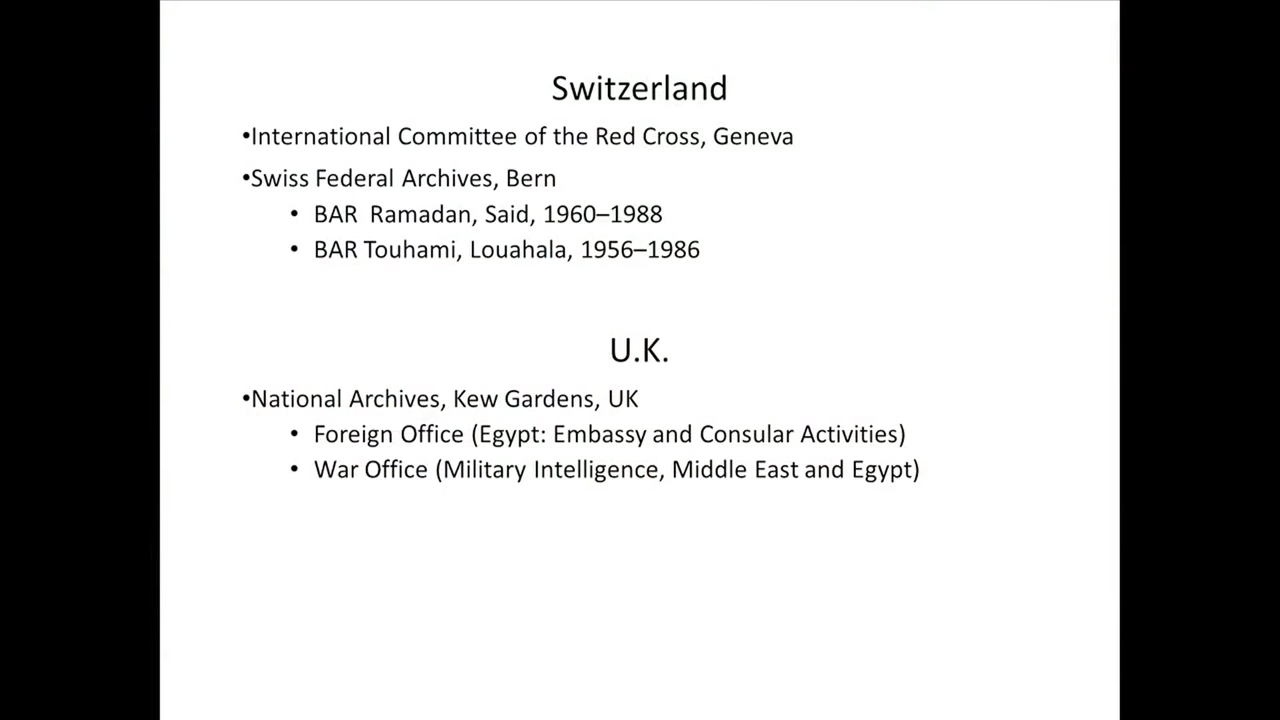 Switzerland
•International Committee of the Red Cross, Geneva
•Swiss Federal Archives, Bern
• BAR  Ramadan, Said, 1960–1988
• BAR Touhami, Louahala, 1956–1986
U.K.
•National Archives, Kew Gardens, UK
• Foreign Office (Egypt: Embassy and Consular Activities)
• War Office (Military Intelligence, Middle East and Egypt)